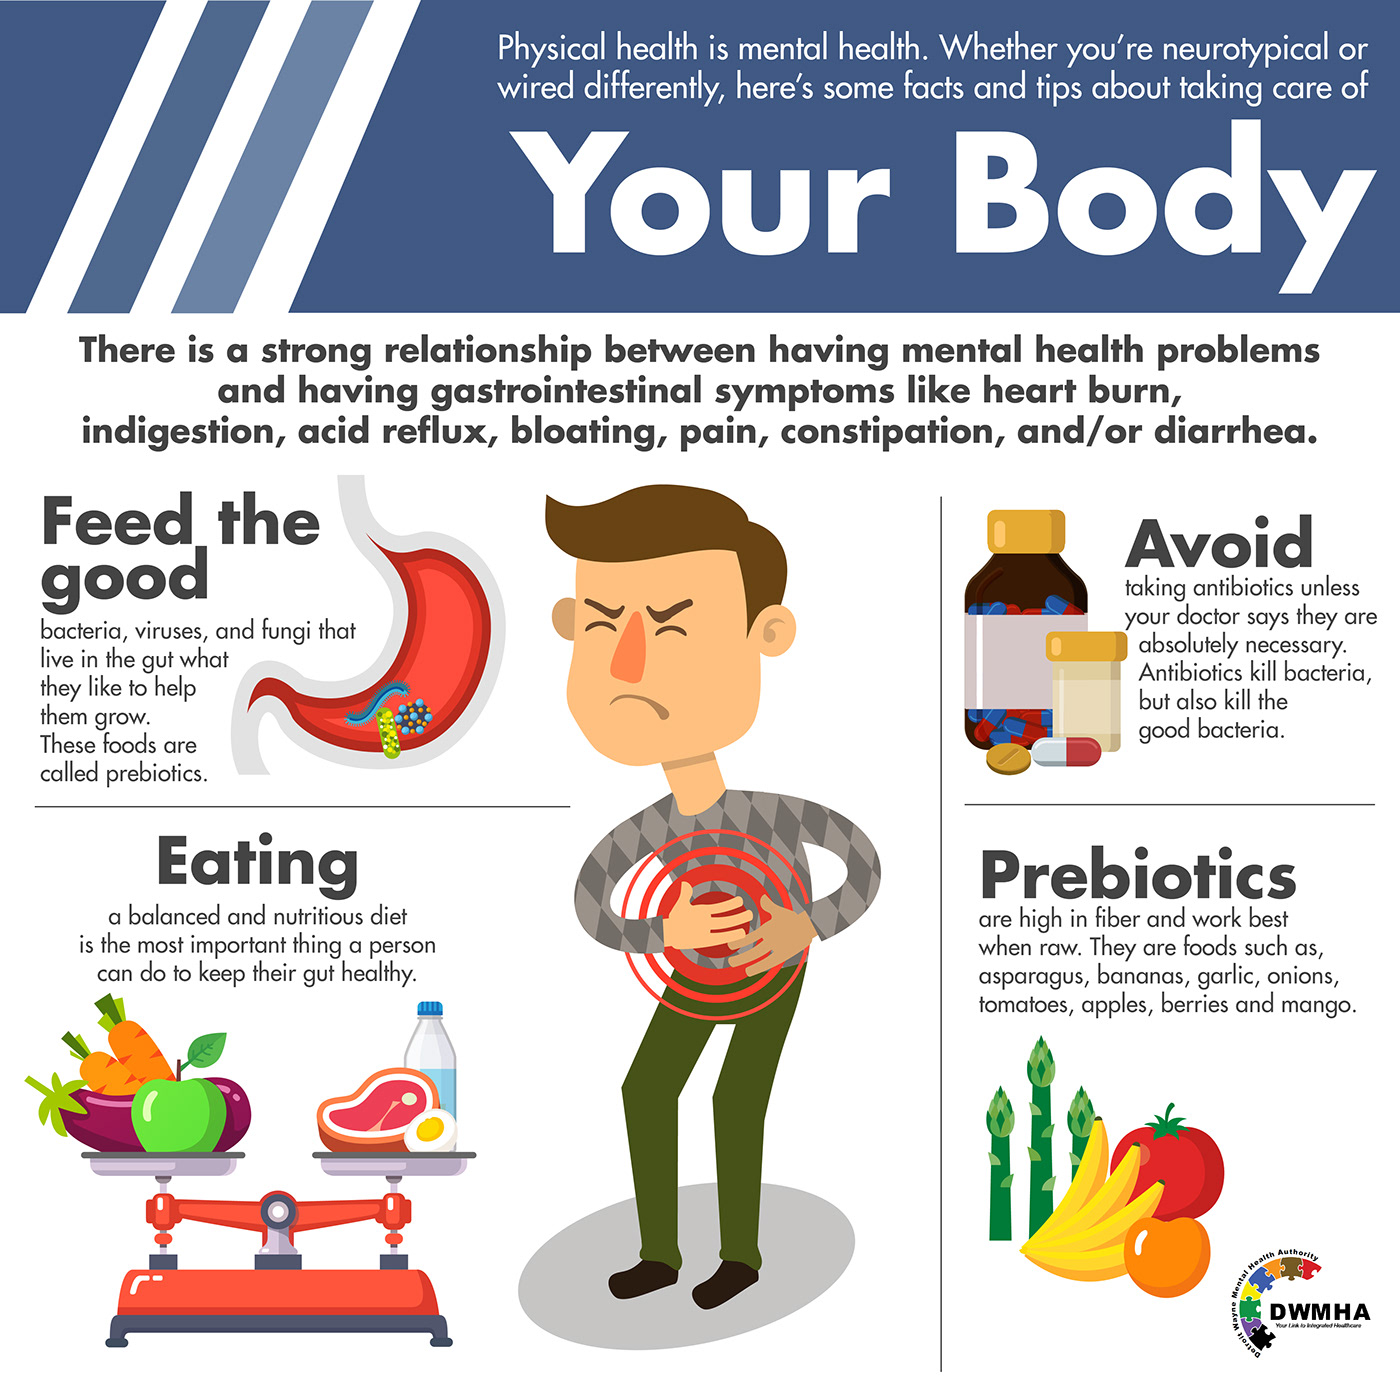 Physical health is mental health. Whether you're neurotypical or
wired differently, here's some facts and tips about taking care of
Your Body
There is a strong relationship between having mental health problems
and having gastrointestinal symptoms like heart burn,
indigestion, acid reflux, bloating, pain, constipation, and/or diarrhea.
Feed the
good
bacteria, viruses, and fungi that
live in the gut what
they like to help
them grow.
These foods are
called prebiotics.
Avoid
taking antibiotics unless
your doctor says they are
absolutely necessary.
Antibiotics kill bacteria,
but also kill the
good bacteria.
Eating
a balanced and nutritious diet
is the most important thing a person
can do to keep their gut healthy.
Prebiotics
are high in fiber and work best
when raw. They are foods such as,
asparagus, bananas, garlic, onions,
tomatoes, apples, berries and mango.
Detroit Wayne Mental Health Authority
DWMHA
Your Link to Integrated Healthcare